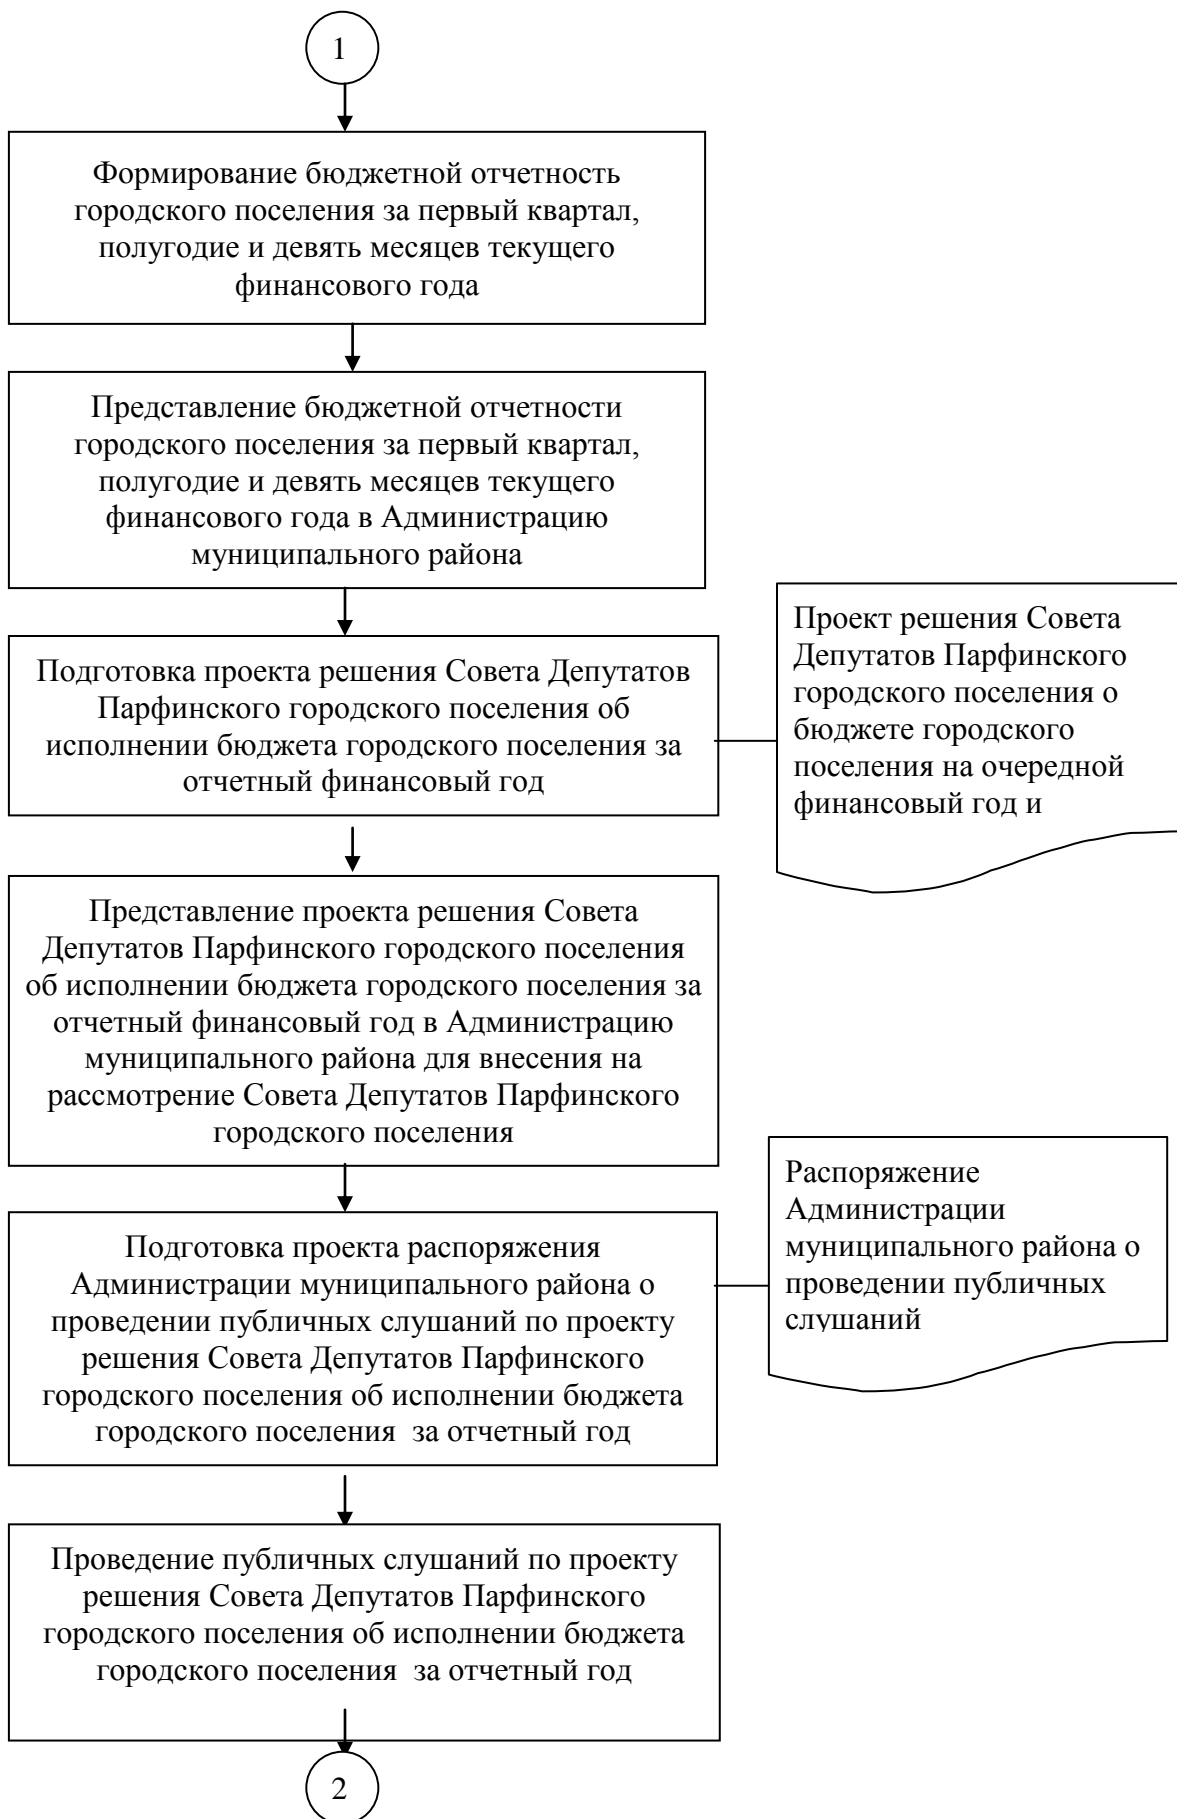 1
Формирование бюджетной отчетность
городского поселения за первый квартал,
полугодие и девять месяцев текущего
финансового года
Представление бюджетной отчетности
городского поселения за первый квартал,
полугодие и девять месяцев текущего
финансового года в Администрацию
муниципального района
Подготовка проекта решения Совета Депутатов
Парфинского городского поселения об
исполнении бюджета городского поселения за
отчетный финансовый год
Проект решения Совета
Депутатов Парфинского
городского поселения о
бюджете городского
поселения на очередной
финансовый год и
Представление проекта решения Совета
Депутатов Парфинского городского поселения
об исполнении бюджета городского поселения за
отчетный финансовый год в Администрацию
муниципального района для внесения на
рассмотрение Совета Депутатов Парфинского
городского поселения
Подготовка проекта распоряжения
Администрации муниципального района о
проведении публичных слушаний по проекту
решения Совета Депутатов Парфинского
городского поселения об исполнении бюджета
городского поселения  за отчетный год
Распоряжение
Администрации
муниципального района о
проведении публичных
слушаний
Проведение публичных слушаний по проекту
решения Совета Депутатов Парфинского
городского поселения об исполнении бюджета
городского поселения  за отчетный год
2